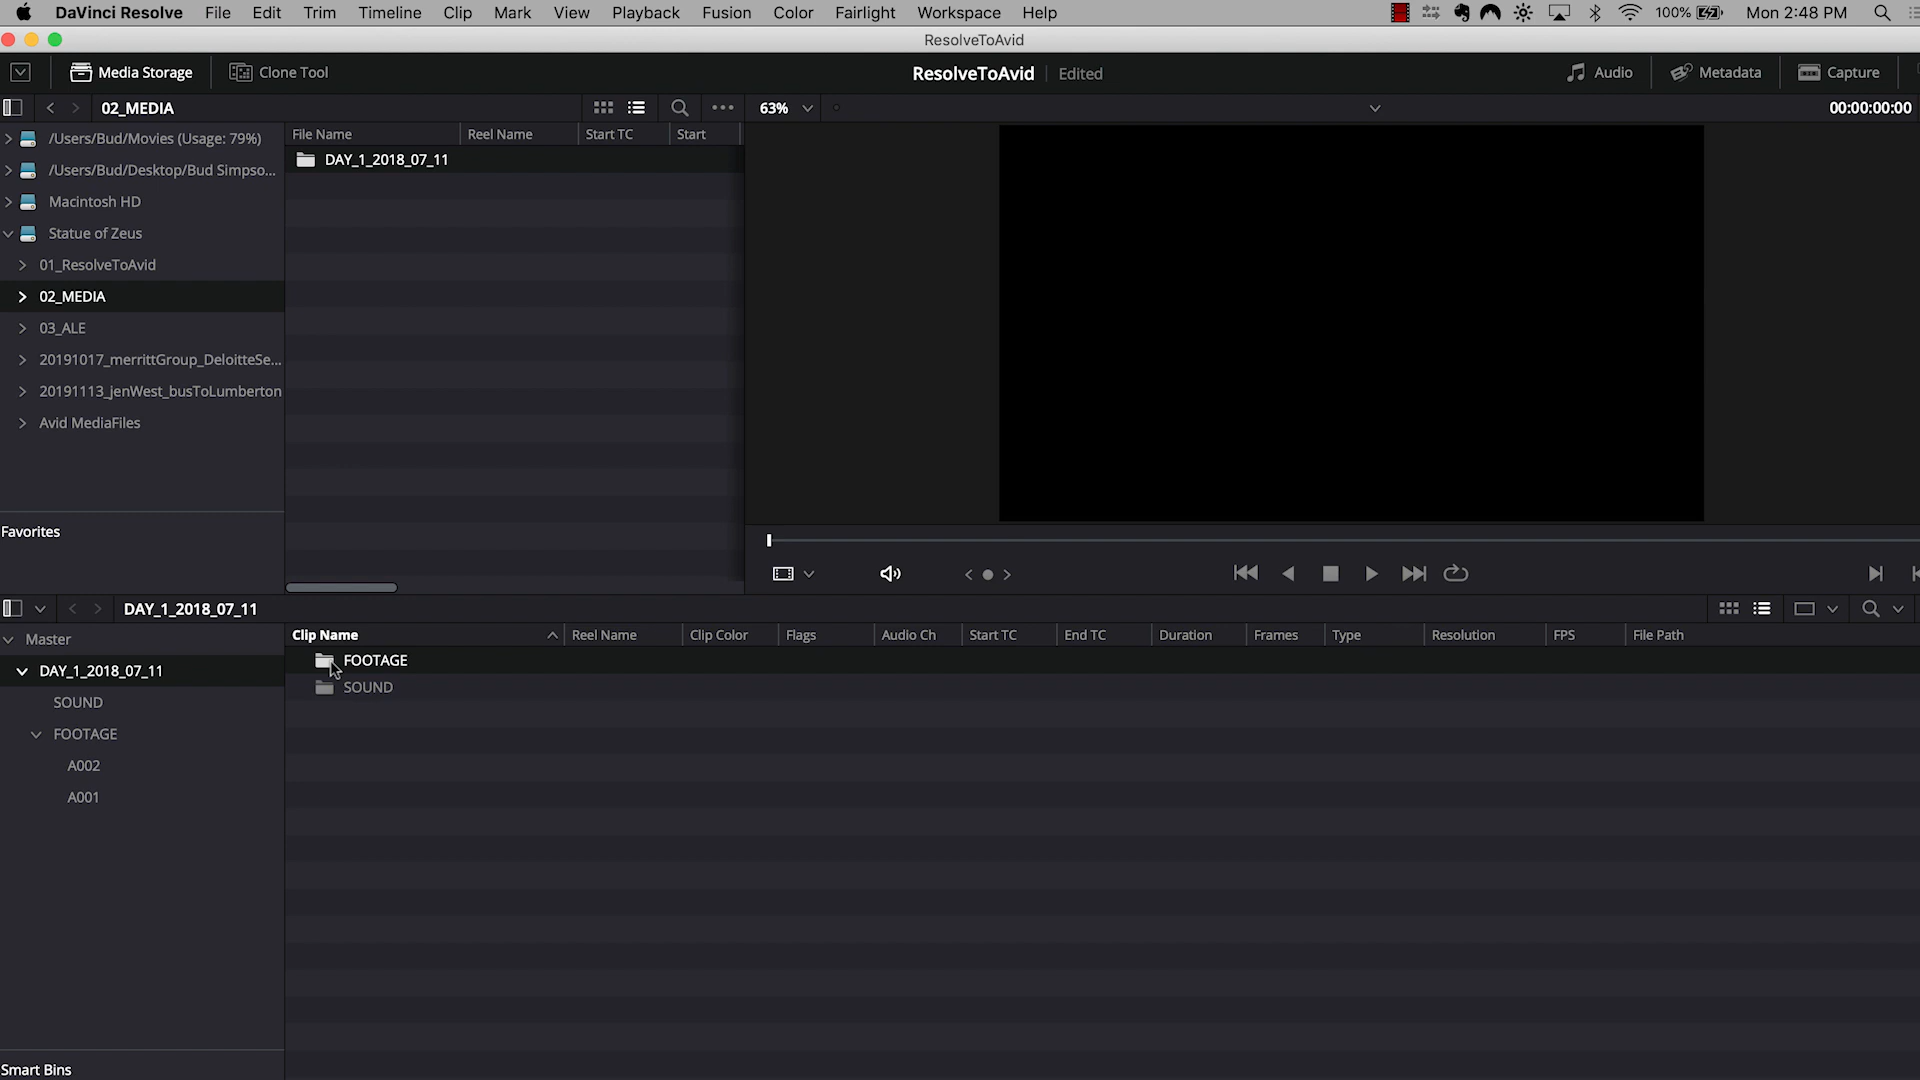 DaVinci Resolve File Edit Trim Timeline Clip Mark View Playback Fusion Color Fairlight Workspace Help 100% Mon 2:48 PM
ResolveToAvid
Media Storage Clone Tool ResolveToAvid Edited Audio Metadata Capture
02_MEDIA 63% 00:00:00:00
File Name Reel Name Start TC Start
/Users/Bud/Movies (Usage: 79%)
DAY_1_2018_07_11
/Users/Bud/Desktop/Bud Simpso...
Macintosh HD
Statue of Zeus
01_ResolveToAvid
02_MEDIA
03_ALE
20191017_merrittGroup_DeloitteSe...
20191113_jenWest_busToLumberton
Avid MediaFiles
Favorites
DAY_1_2018_07_11
Master
Clip Name Reel Name Clip Color Flags Audio Ch Start TC End TC Duration Frames Type Resolution FPS File Path
DAY_1_2018_07_11
FOOTAGE
SOUND
SOUND
FOOTAGE
A002
A001
Smart Bins